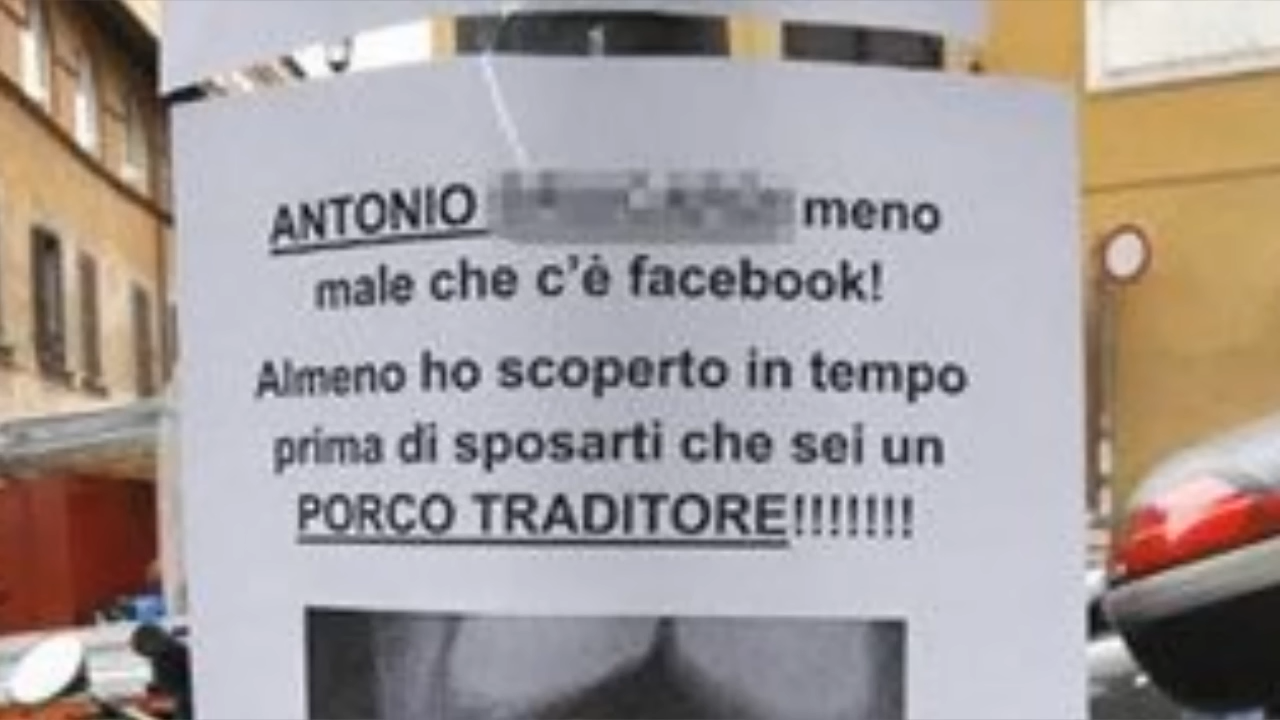 ANTONIO meno
male che c'è facebook!
Almeno ho scoperto in tempo
prima di sposarti che sei un
PORCO TRADITORE!!!!!!!